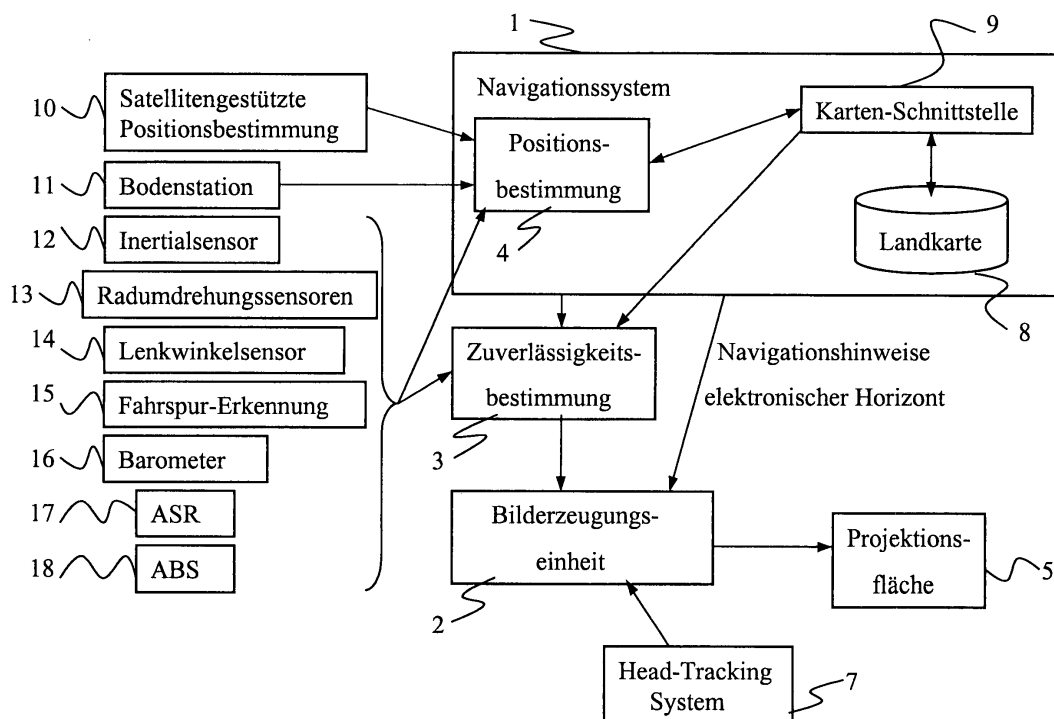 1
9
Navigationssystem
10
Satellitengestützte
Positionsbestimmung
Karten-Schnittstelle
Positions-
bestimmung
11
Bodenstation
12
Inertialsensor
4
Landkarte
13
Radumdrehungssensoren
8
14
Lenkwinkelsensor
Zuverlässigkeits-
bestimmung
Navigationshinweise
elektronischer Horizont
15
Fahrspur-Erkennung
3
16
Barometer
17
ASR
Bilderzeugungs-
einheit
Projektions-
fläche
18
ABS
5
2
Head-Tracking
System
7